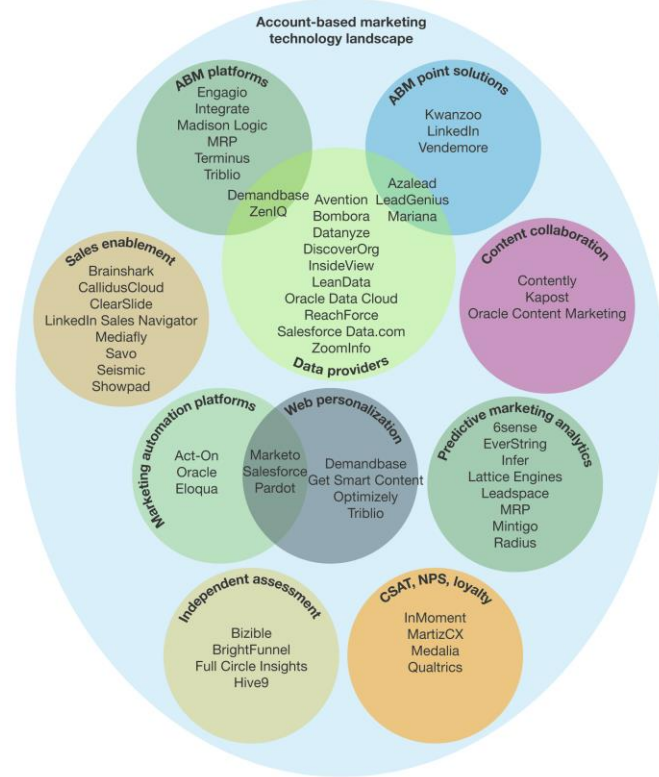 Account-based marketing
technology landscape
ABM platforms
Engagio
Integrate
Madison Logic
MRP
Terminus
Triblio
Demandbase
ZenIQ
ABM point solutions
Kwanzoo
LinkedIn
Vendemore
Azalead
LeadGenius
Mariana
Avention
Bombora
Datanyze
DiscoverOrg
InsideView
LeanData
Oracle Data Cloud
ReachForce
Salesforce Data.com
ZoomInfo
Data providers
Sales enablement
Brainshark
CallidusCloud
ClearSlide
LinkedIn Sales Navigator
Mediafly
Savo
Seismic
Showpad
Content collaboration
Contently
Kapost
Oracle Content Marketing
Marketing automation platforms
Act-On
Oracle
Eloqua
Marketo
Salesforce
Pardot
Web personalization
Demandbase
Get Smart Content
Optimizely
Triblio
Predictive marketing analytics
6sense
EverString
Infer
Lattice Engines
Leadspace
MRP
Mintigo
Radius
Independent assessment
Bizible
BrightFunnel
Full Circle Insights
Hive9
CSAT, NPS, loyalty
InMoment
MartizCX
Medalia
Qualtrics